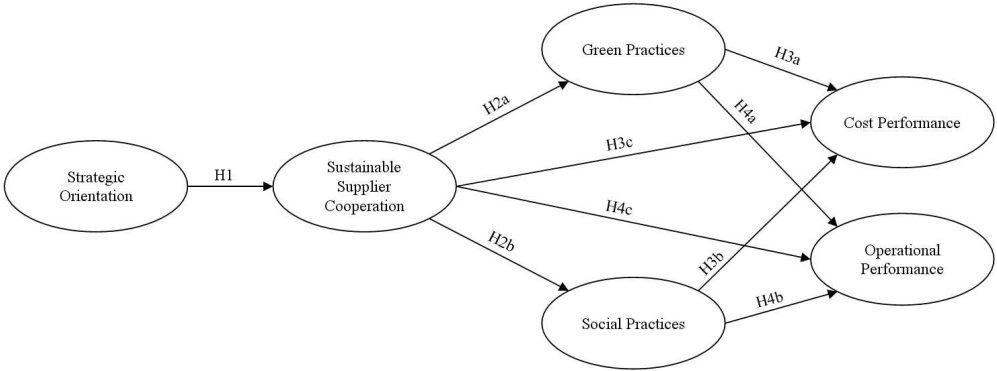 Strategic
Orientation
H1
Sustainable
Supplier
Cooperation
H2a
H2b
Green Practices
Social Practices
H3a
H4a
H3c
H4c
H3b
H4b
Cost Performance
Operational
Performance